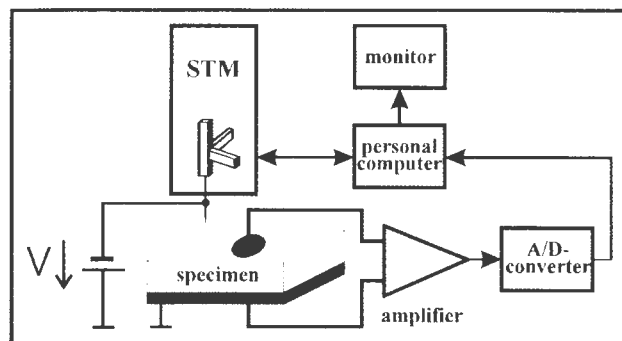 STM
monitor
personal
computer
V
specimen
A/D-
converter
amplifier